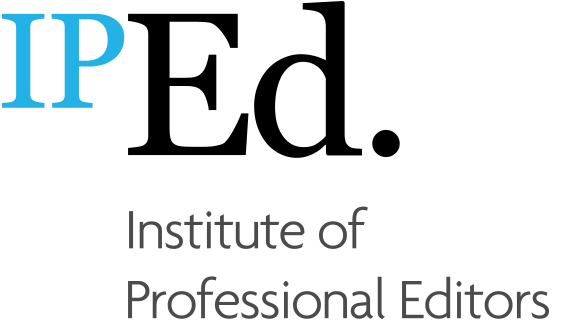 IPEd.
Institute of
Professional Editors